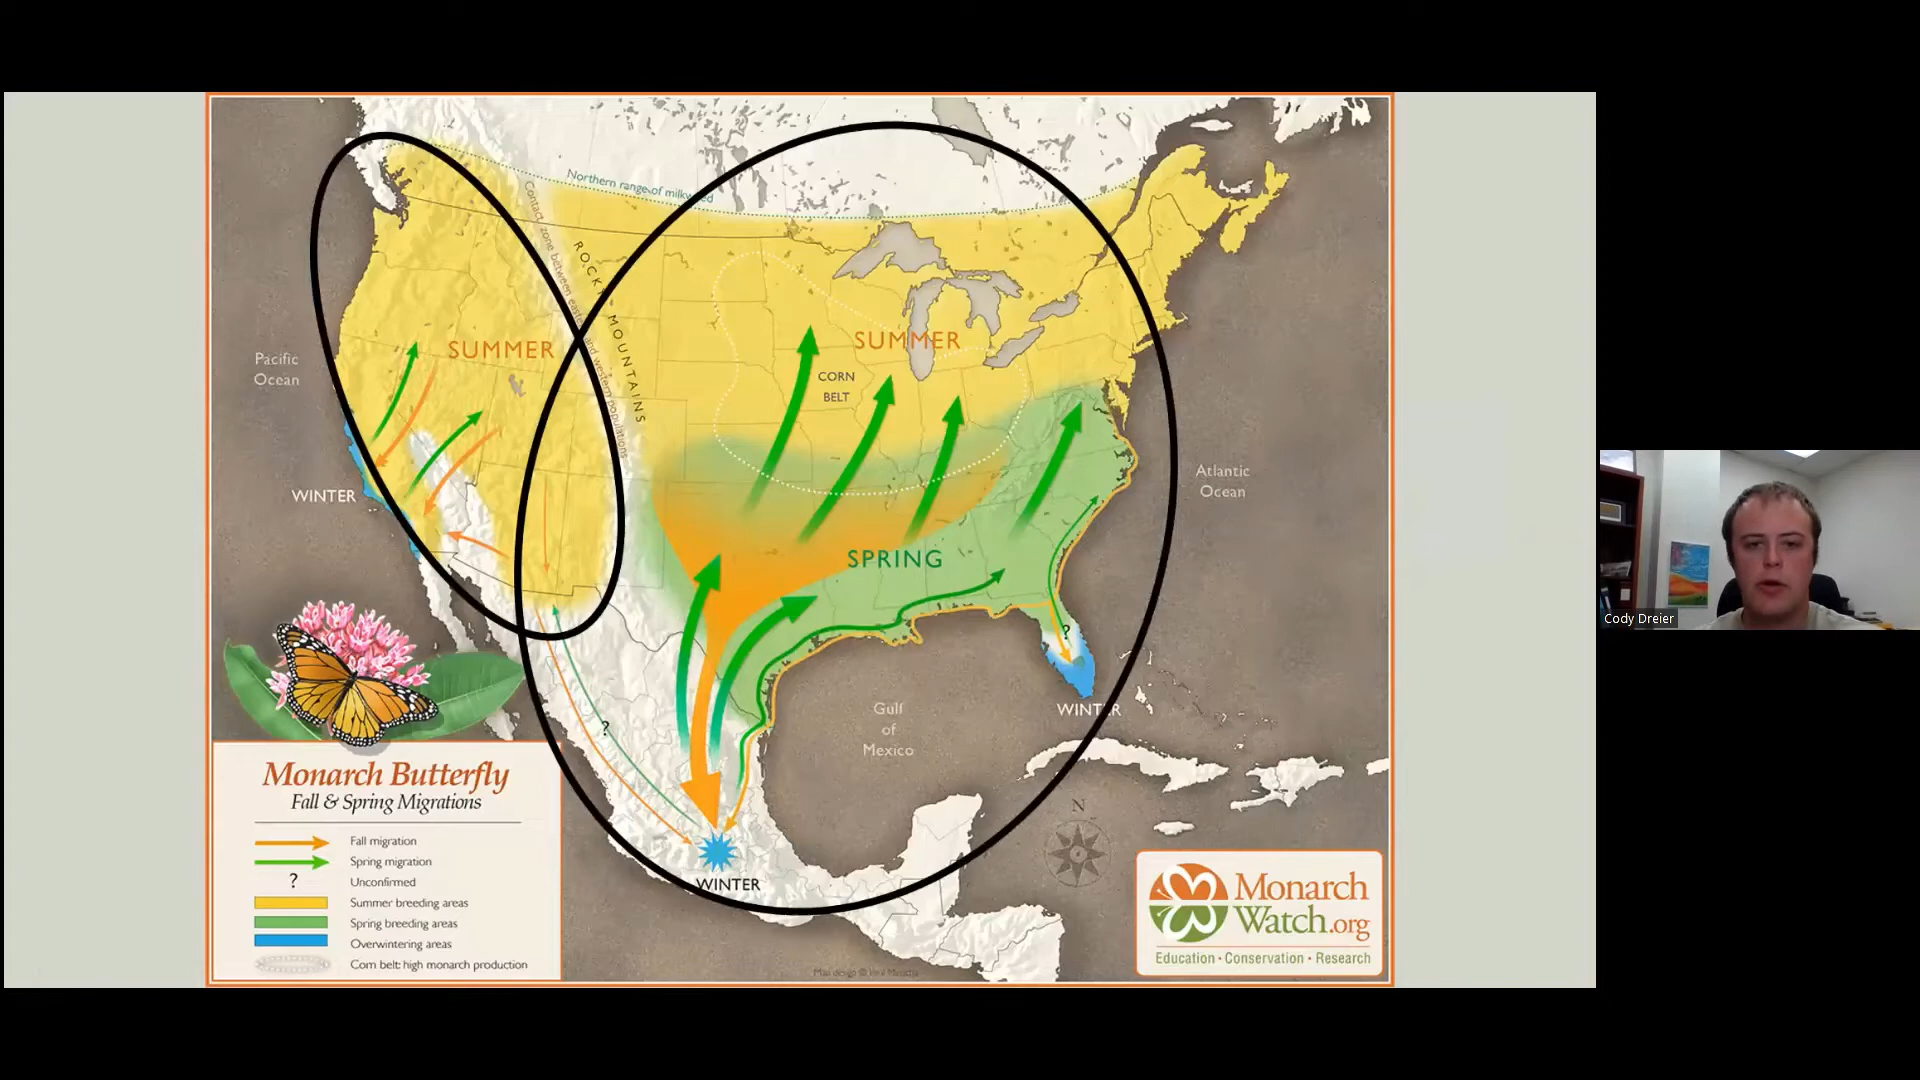 Northern range of milkweed
Contact zone between eastern and western populations
ROCKY MOUNTAINS
SUMMER
SUMMER
CORN
BELT
Pacific
Ocean
WINTER
Atlantic
Ocean
SPRING
?
?
Gulf
of
Mexico
WINTER
N
WINTER
Monarch Butterfly
Fall & Spring Migrations
Fall migration
Spring migration
?
Unconfirmed
Summer breeding areas
Spring breeding areas
Overwintering areas
Corn belt: high monarch production
Monarch
Watch.org
Education • Conservation • Research
Cody Dreier